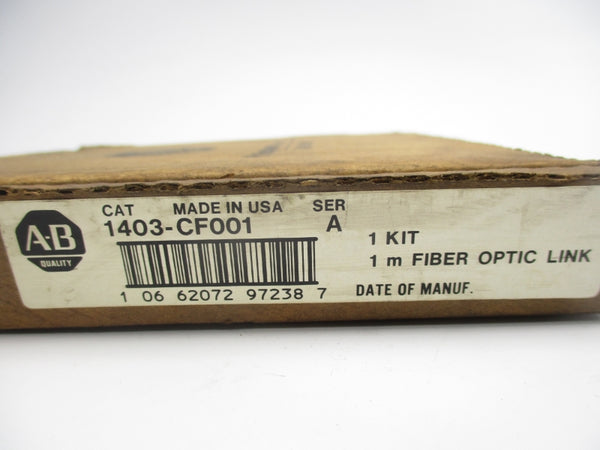 A-B
QUALITY
CAT MADE IN USA SER
1403-CF001 A
1 06 62072 97238 7
1 KIT
1 m FIBER OPTIC LINK
DATE OF MANUF.